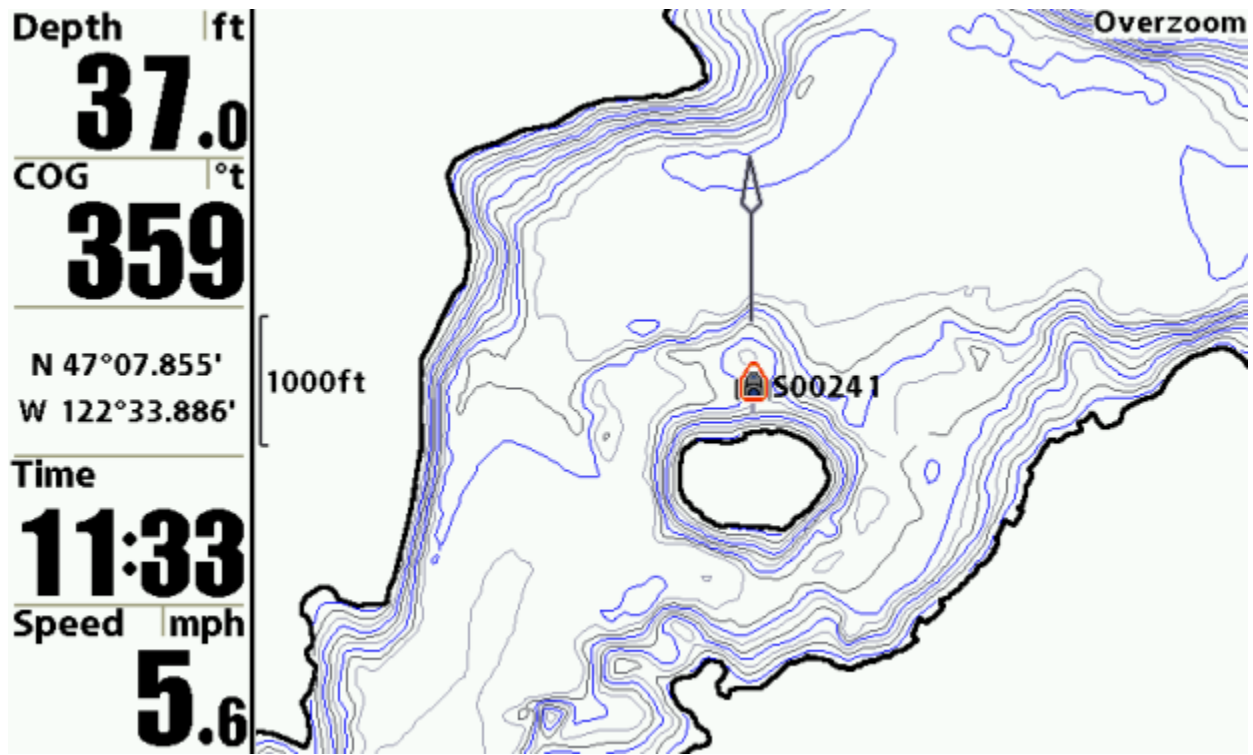 Depth ft
37.0
COG °t
359
N 47°07.855'
W 122°33.886'
Time
11:33
Speed mph
5.6
Overzoom
1000ft
S00241